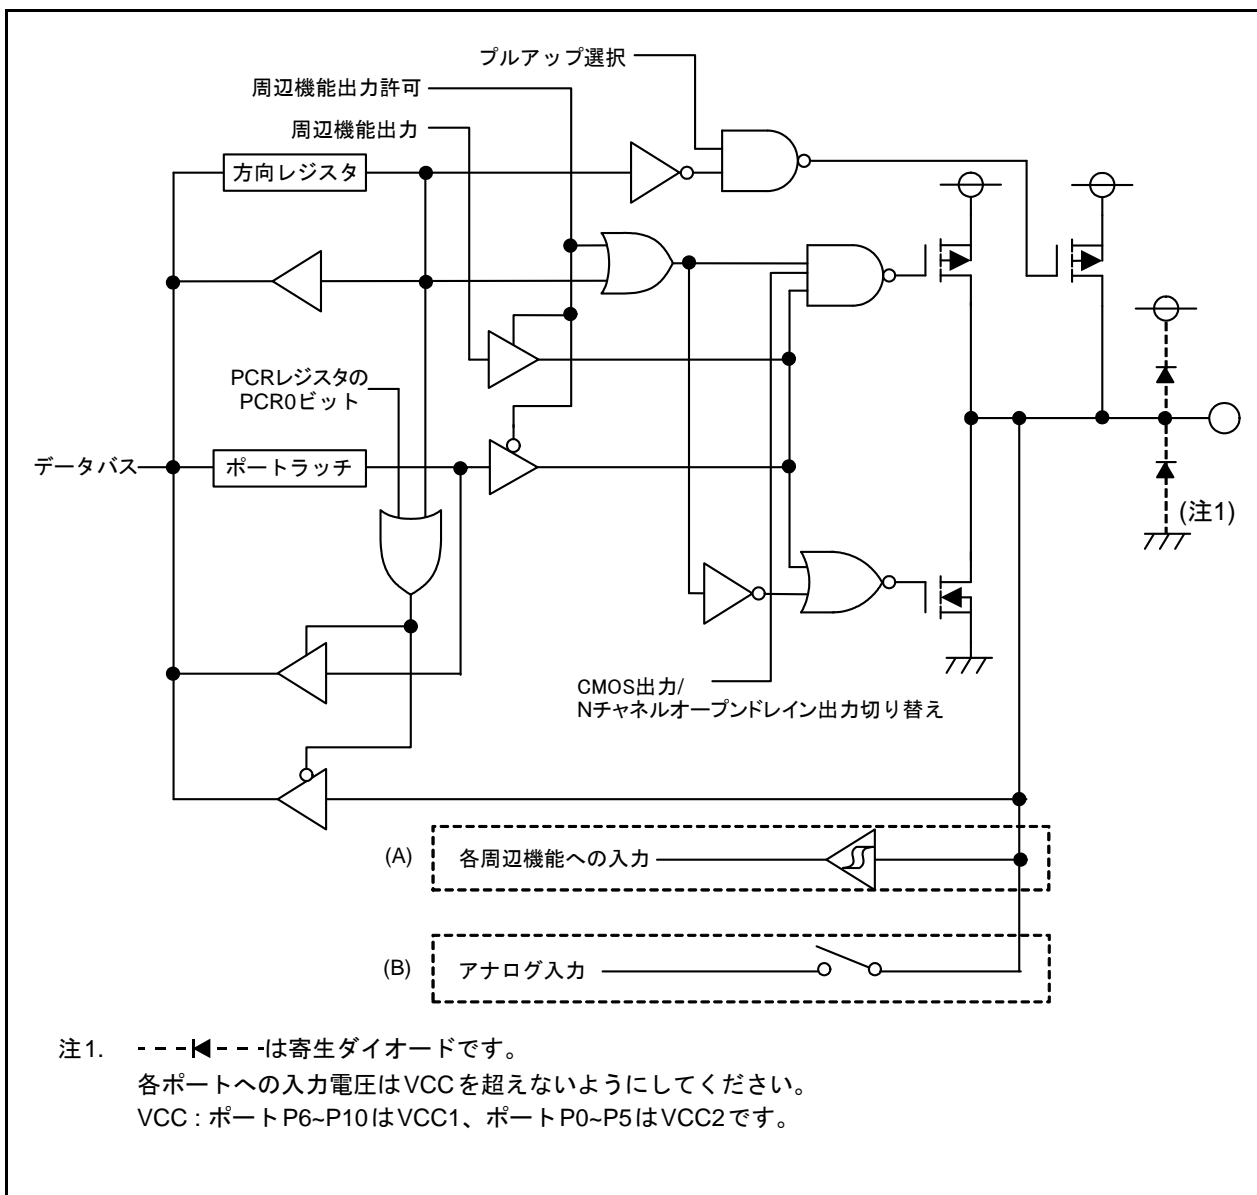 プルアップ選択
周辺機能出力許可
周辺機能出力
方向レジスタ
PCRレジスタの
PCR0ビット
データバス
ポートラッチ
(注1)
CMOS出力/
Nチャネルオープンドレイン出力切り替え
(A)
各周辺機能への入力
(B)
アナログ入力
注1. は寄生ダイオードです。
各ポートへの入力電圧はVCCを超えないようにしてください。
VCC : ポートP6~P10はVCC1、ポートP0~P5はVCC2です。